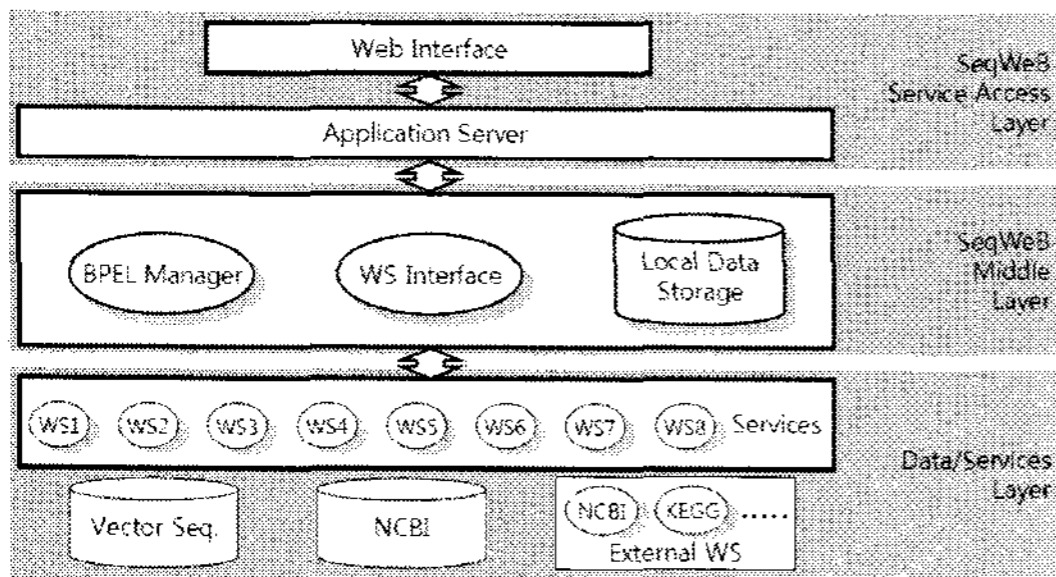 Web Interface
SeqWeB
Service Access
Layer
Application Server
BPEL Manager
WS Interface
Local Data
Storage
SeqWeB
Middle
Layer
WS1 WS2 WS3 WS4 WS5 WS6 WS7 WS8 Services
Data/Services
Layer
Vector Seq.
NCBI
NCBI KEGG .....
External WS